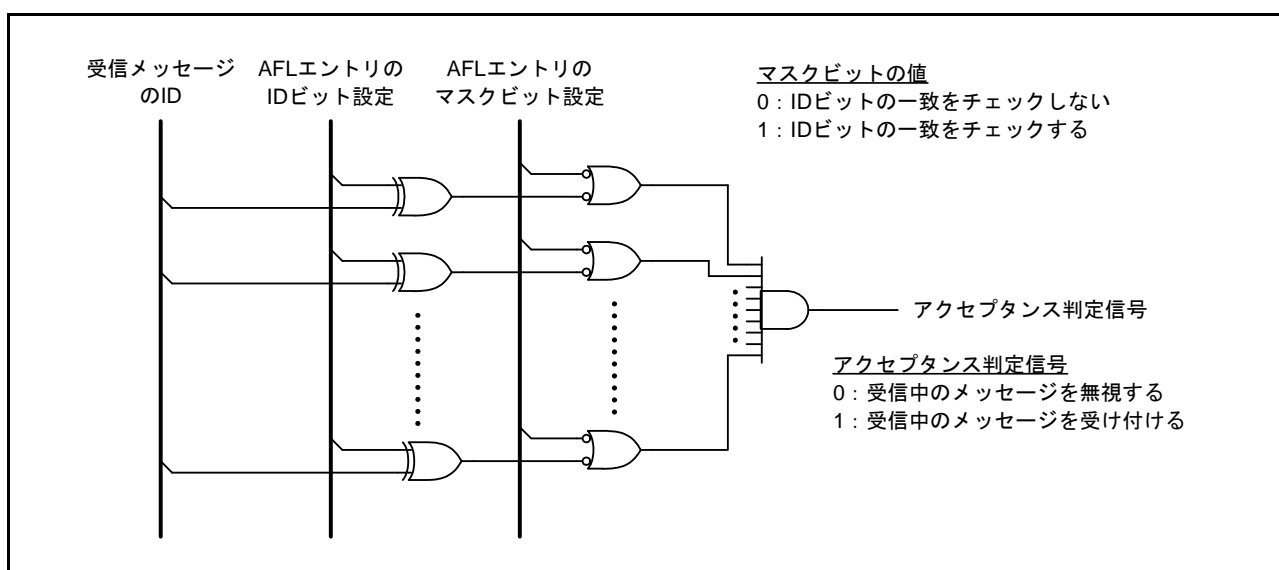 受信メッセージ
のID
AFLエントリの
IDビット設定
AFLエントリの
マスクビット設定
マスクビットの値
0：IDビットの一致をチェックしない
1：IDビットの一致をチェックする
アクセプタンス判定信号
アクセプタンス判定信号
0：受信中のメッセージを無視する
1：受信中のメッセージを受け付ける